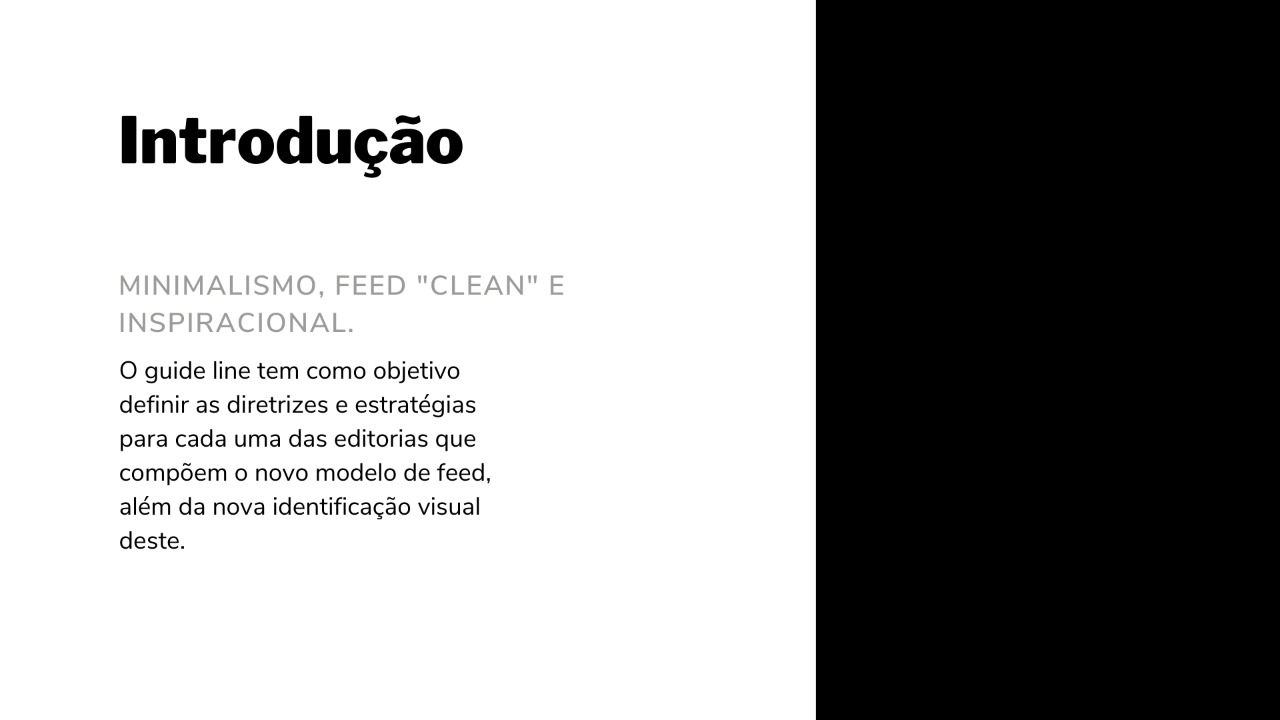 Introdução
MINIMALISMO, FEED "CLEAN" E
INSPIRACIONAL.
O guide line tem como objetivo
definir as diretrizes e estratégias
para cada uma das editorias que
compõem o novo modelo de feed,
além da nova identificação visual
deste.